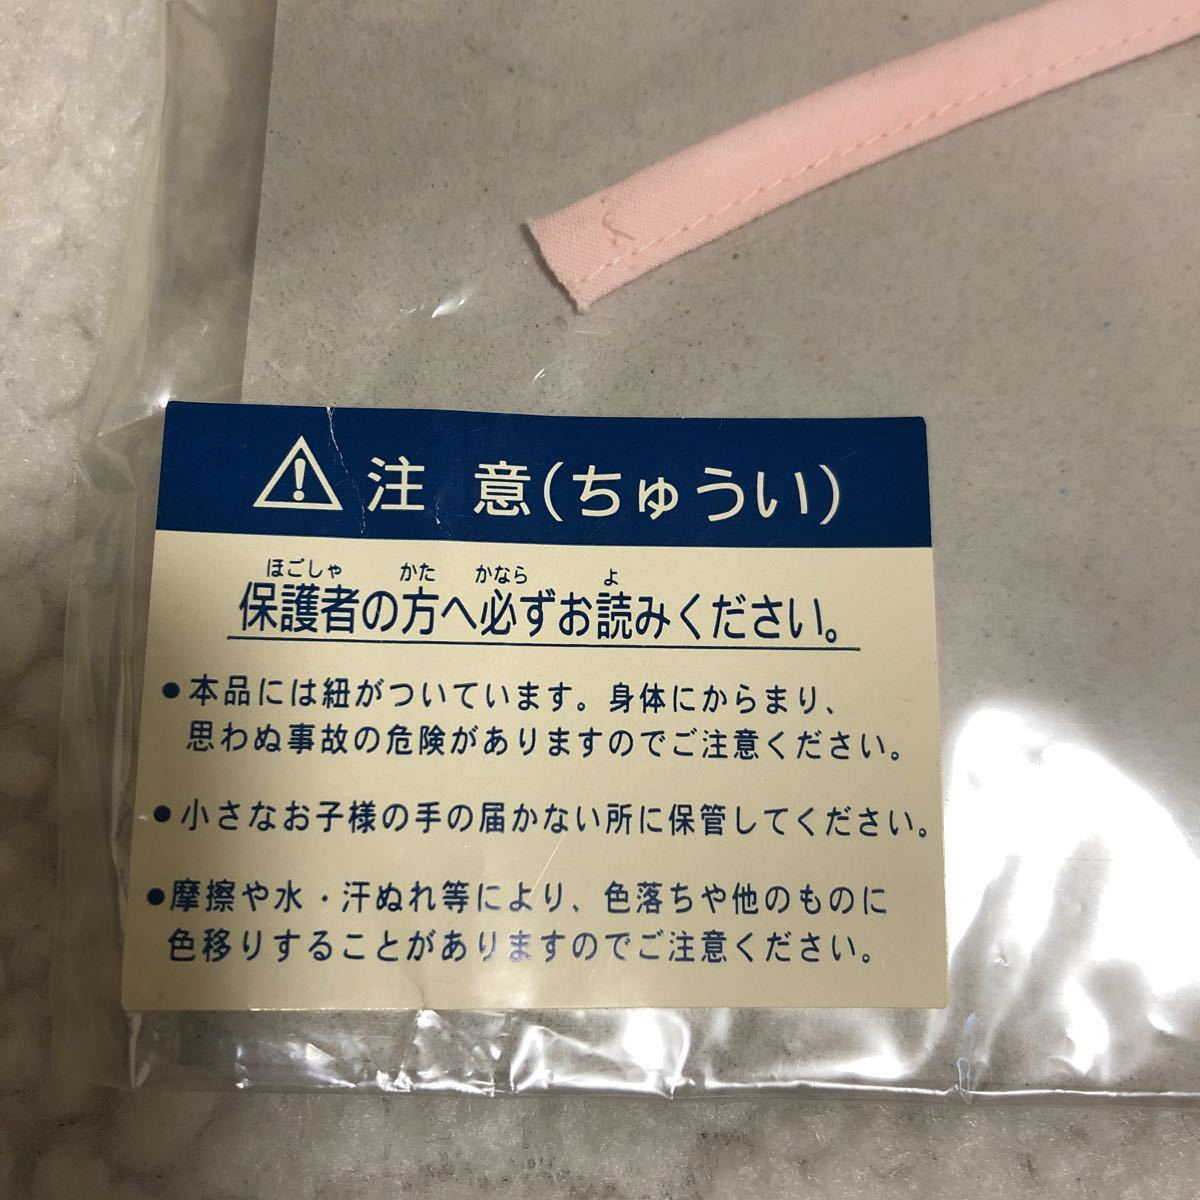 注 意(ちゅうい)
ほごしゃ かた かなら よ
保護者の方へ必ずお読みください。
●本品には紐がついています。身体にからまり、
思わぬ事故の危険がありますのでご注意ください。
●小さなお子様の手の届かない所に保管してください。
●摩擦や水・汗ぬれ等により、色落ちや他のものに
色移りすることがありますのでご注意ください。